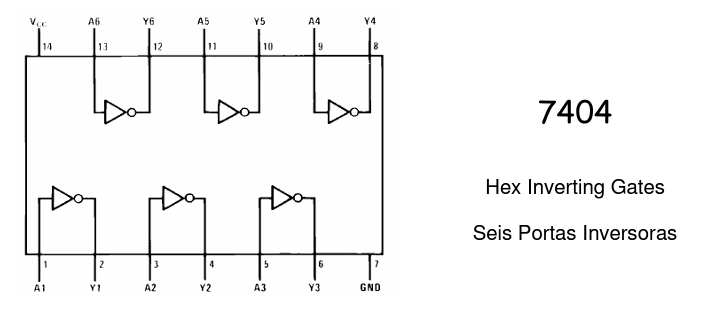 Vcc A6 Y6 A5 Y5 A4 Y4
14 13 12 11 10 9 8
7404
Hex Inverting Gates
Seis Portas Inversoras
1 2 3 4 5 6 7
A1 Y1 A2 Y2 A3 Y3 GND